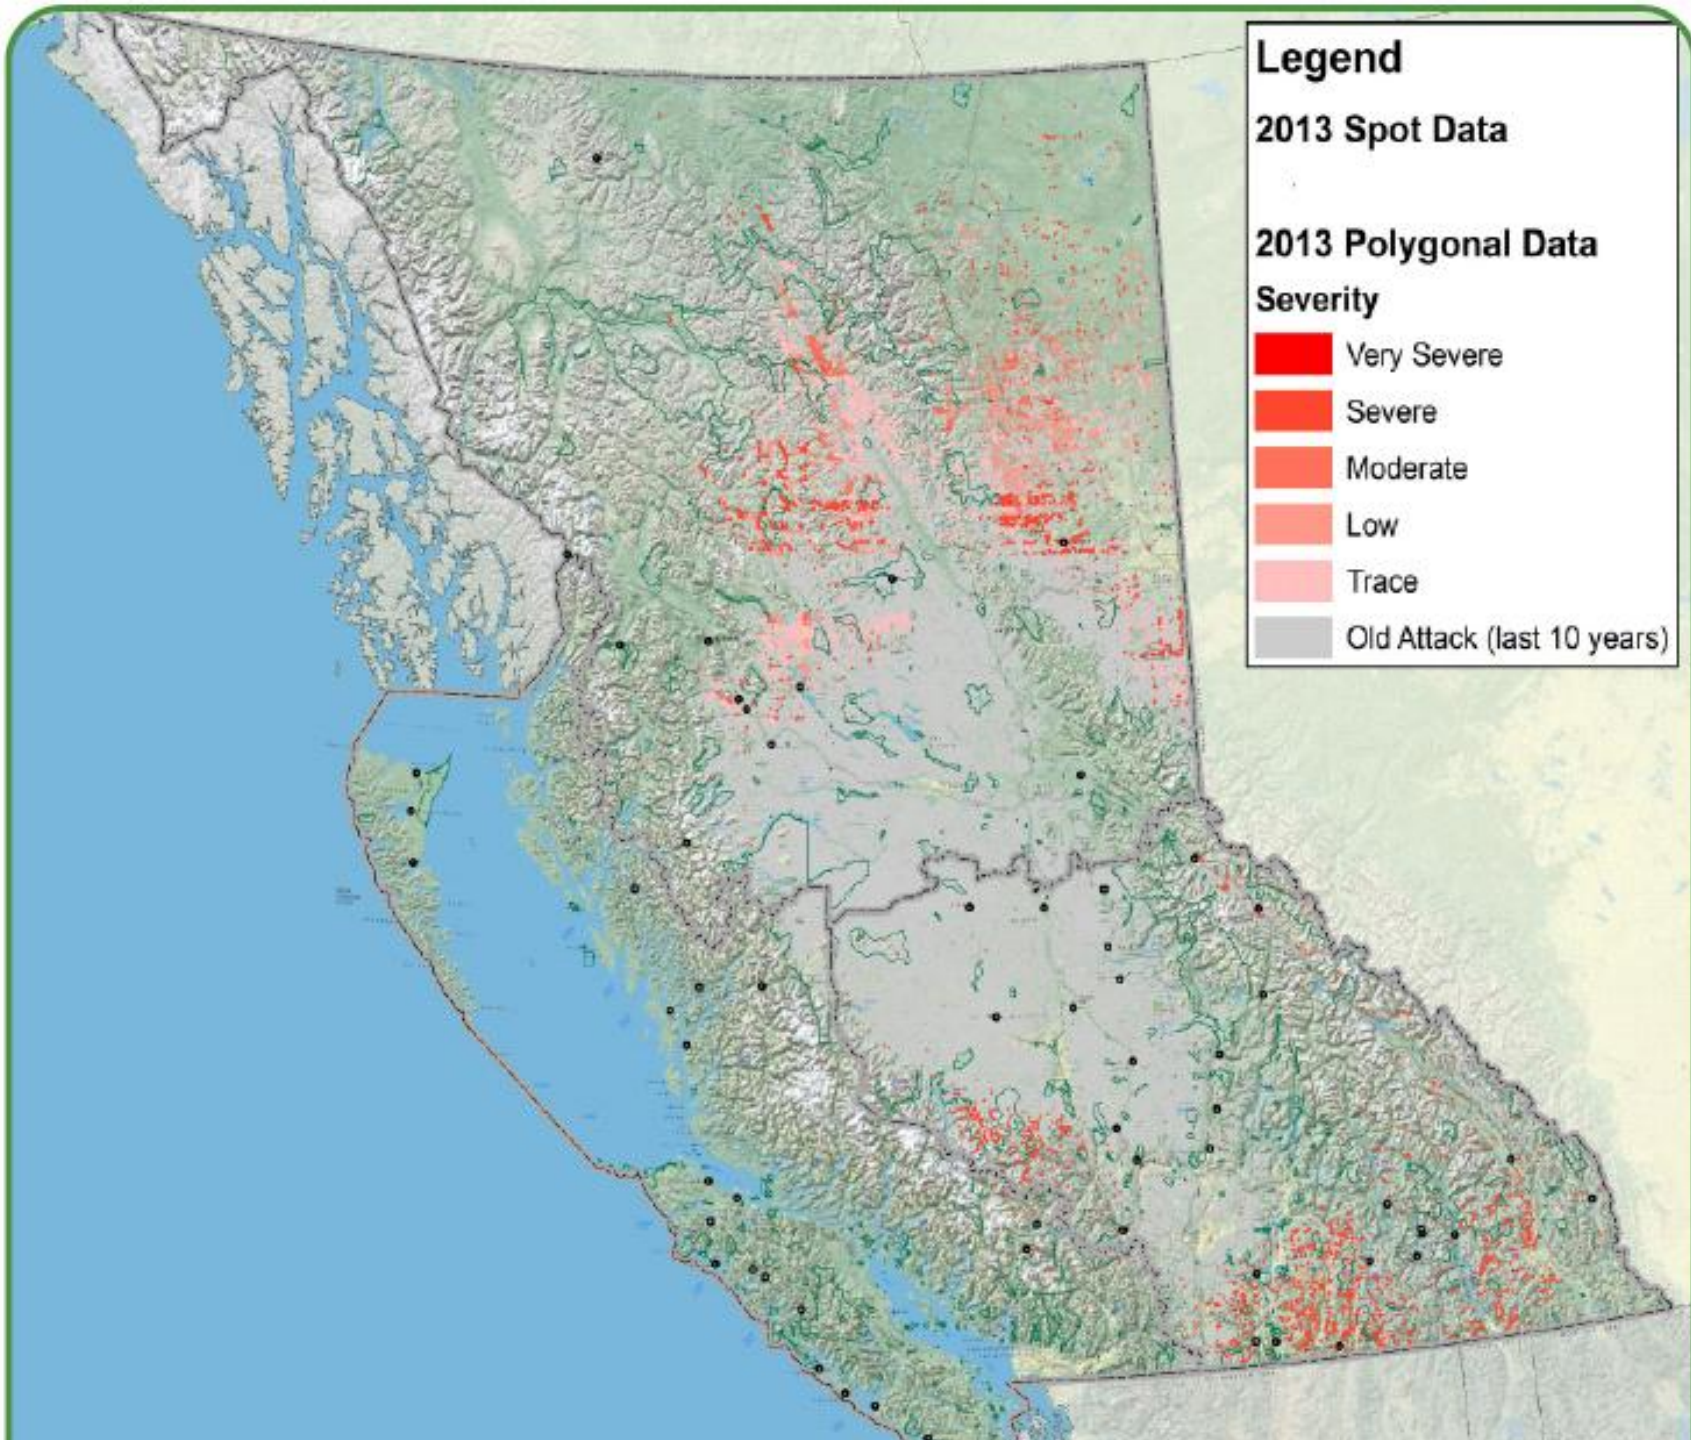 Legend
2013 Spot Data
2013 Polygonal Data
Severity
Very Severe
Severe
Moderate
Low
Trace
Old Attack (last 10 years)